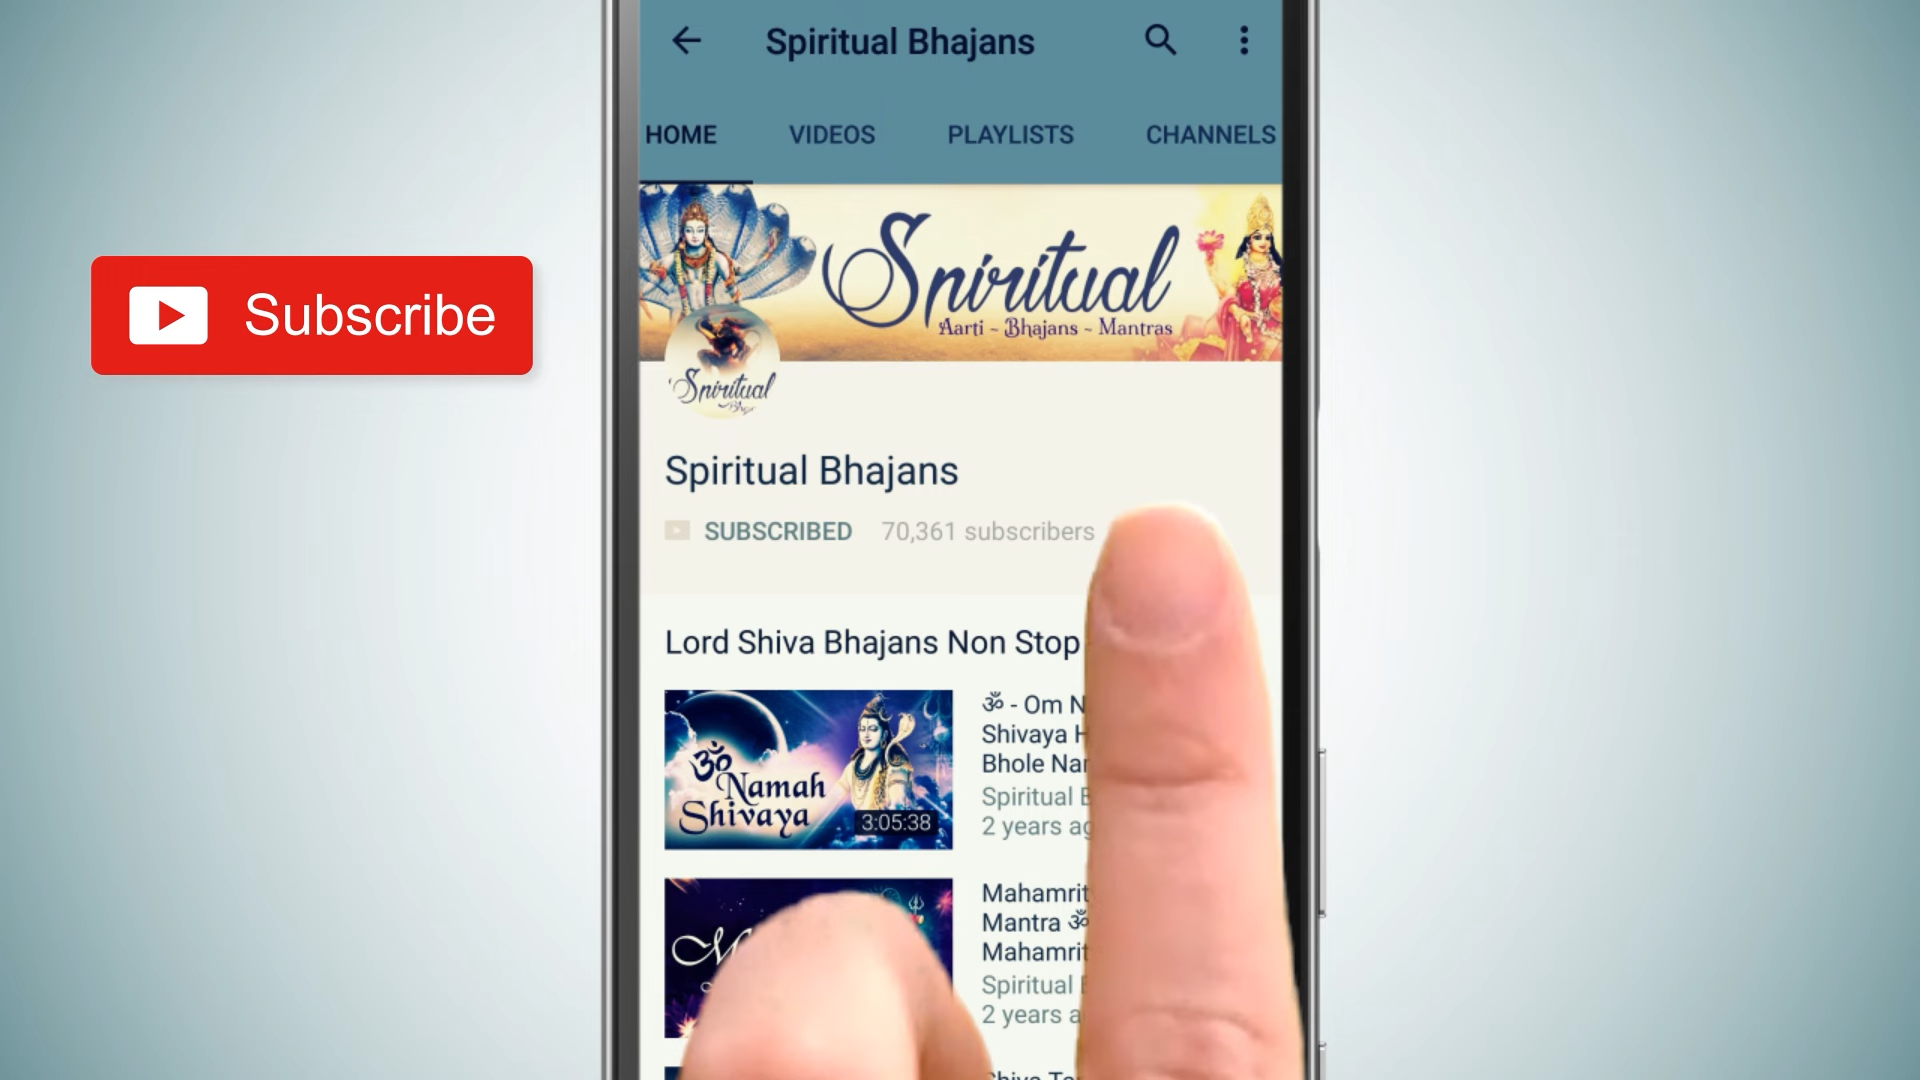 Spiritual Bhajans
HOME VIDEOS PLAYLISTS CHANNELS
Spiritual
Aarti ~ Bhajans ~ Mantras
Subscribe
Spiritual
Spiritual Bhajans
SUBSCRIBED 70,361 subscribers
Lord Shiva Bhajans Non Stop
ॐ - Om N
Shivaya H
Bhole Nar
Spiritual B
2 years ag
ॐ Namah
Shivaya
3:05:38
Mahamrit
Mantra ॐ
Mahamrit
Spiritual
2 years a
M